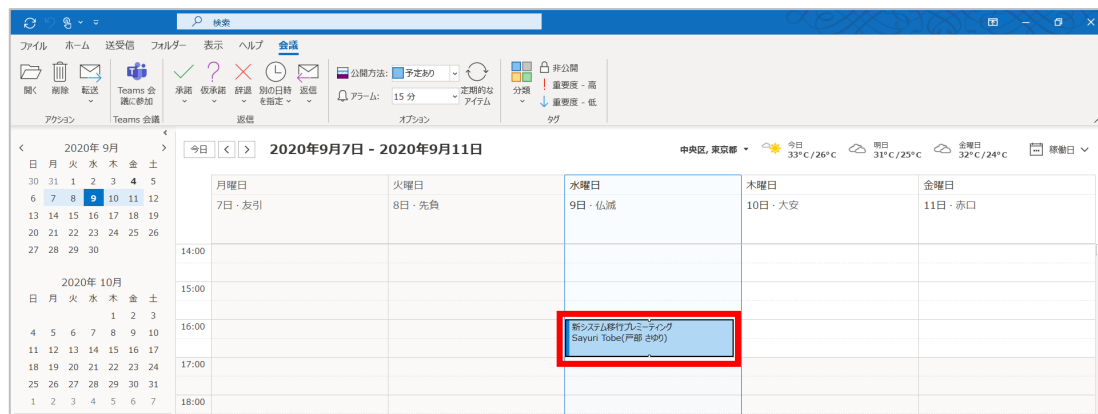 検索
ファイル ホーム 送受信 フォルダー 表示 ヘルプ 会議
開く 削除 転送 Teams 会議に参加 承諾 仮承諾 辞退 別の日時を指定 返信 公開方法: 予定あり アラーム: 15 分 定期的なアイテム 分類 非公開 重要度 - 高 重要度 - 低
アクション Teams 会議 返信 オプション タグ
2020年 9月
日 月 火 水 木 金 土
30 31 1 2 3 4 5
6 7 8 9 10 11 12
13 14 15 16 17 18 19
20 21 22 23 24 25 26
27 28 29 30
2020年 10月
日 月 火 水 木 金 土
1 2 3
4 5 6 7 8 9 10
11 12 13 14 15 16 17
18 19 20 21 22 23 24
25 26 27 28 29 30 31
1 2 3 4 5 6 7
今日 2020年9月7日 - 2020年9月11日 中央区, 東京都 今日 33°C/26°C 明日 31°C/25°C 金曜日 32°C/24°C 稼働日
月曜日 火曜日 水曜日 木曜日 金曜日
7日 · 友引 8日 · 先負 9日 · 仏滅 10日 · 大安 11日 · 赤口
14:00
15:00
16:00
新システム移行プレミーティング
Sayuri Tobe(戸部 さゆり)
17:00
18:00